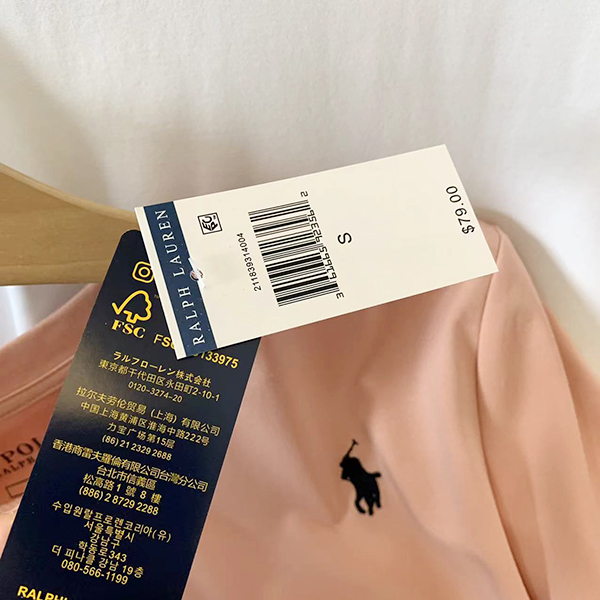 RALPH LAUREN
211839314004
S
$79.00
FSC
133975
ラルフローレン株式会社
東京都千代田区永田町2-10-1
0120-3274-20
拉尔夫劳伦贸易（上海）有限公司
中国上海黄浦区淮海中路222号
力宝广场第15层
(86) 21 2329 2688
香港商雷夫羅倫有限公司台灣分公司
台北市信義區
松高路 1 號 8 樓
(886) 2 8729 2288
수입원랄프로렌코리아(유)
서울특별시
강남구
학동로343
더 피나클 강남 19층
080-566-1199